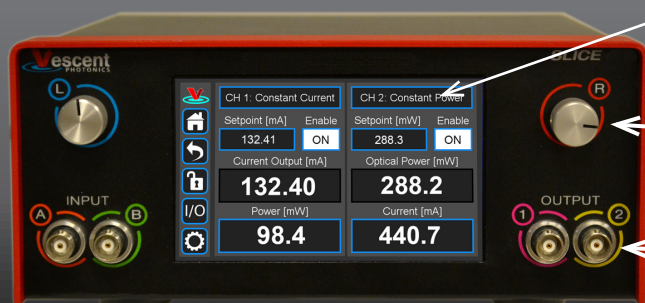 Vescent
PHOTONICS
SLICE
L
R
CH 1: Constant Current
CH 2: Constant Power
Setpoint [mA]
Enable
Setpoint [mW]
Enable
132.41
ON
288.3
ON
Current Output [mA]
Optical Power [mW]
132.40
288.2
Power [mW]
Current [mA]
98.4
440.7
I/O
INPUT
A
B
OUTPUT
1
2